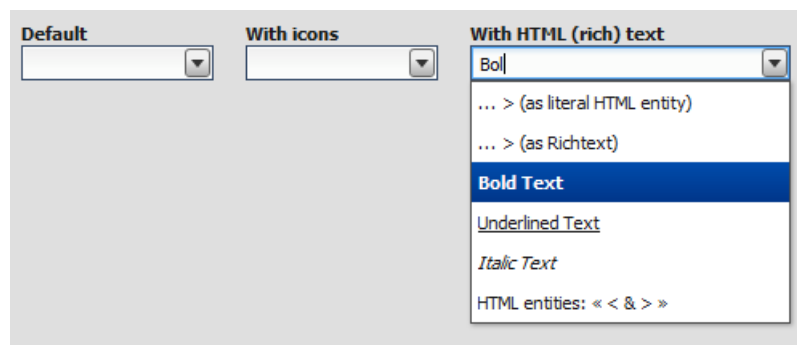 Default
With icons
With HTML (rich) text
Bol
... > (as literal HTML entity)
... > (as Richtext)
Bold Text
Underlined Text
Italic Text
HTML entities: « < & > »